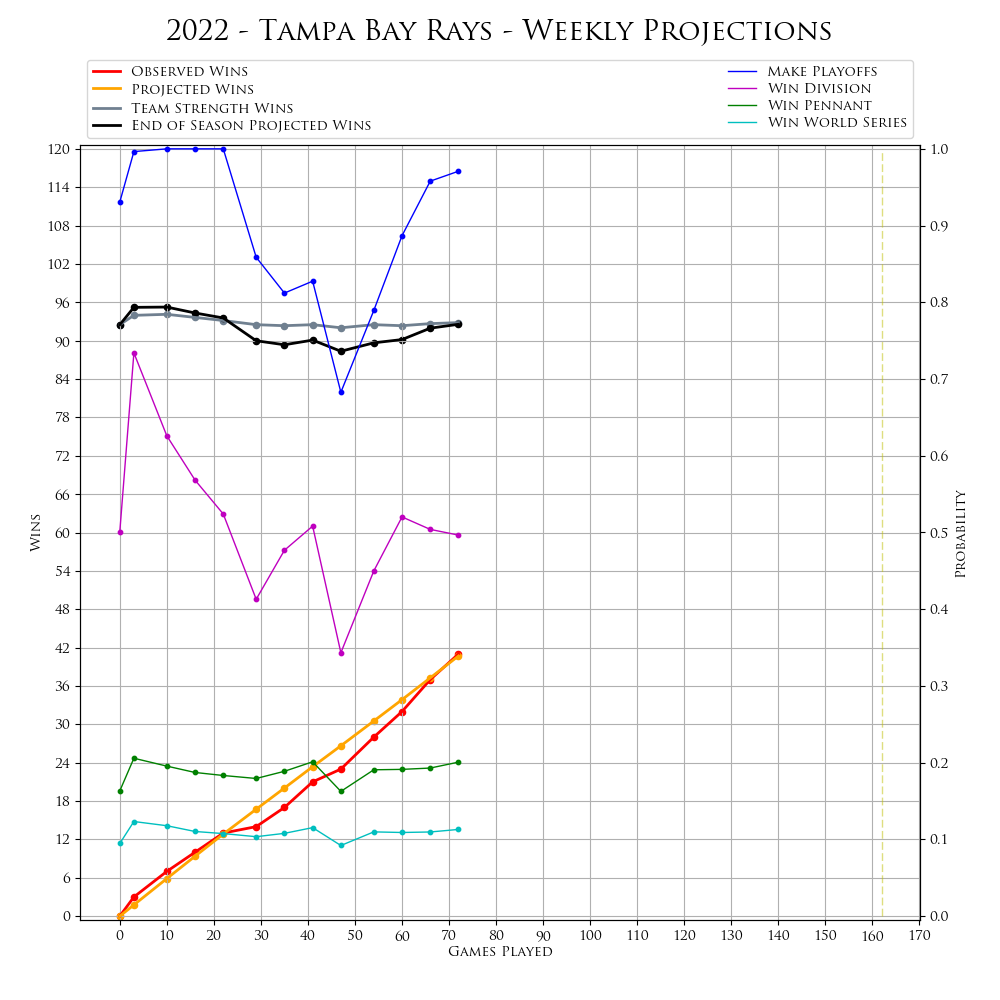 2022 - Tampa Bay Rays - Weekly Projections
Observed Wins
Projected Wins
Team Strength Wins
End of Season Projected Wins
Make Playoffs
Win Division
Win Pennant
Win World Series
120
114
108
102
96
90
84
78
72
66
60
54
48
42
36
30
24
18
12
6
0
Wins
1.0
0.9
0.8
0.7
0.6
0.5
0.4
0.3
0.2
0.1
0.0
Probability
0 10 20 30 40 50 60 70 80 90 100 110 120 130 140 150 160 170
Games Played